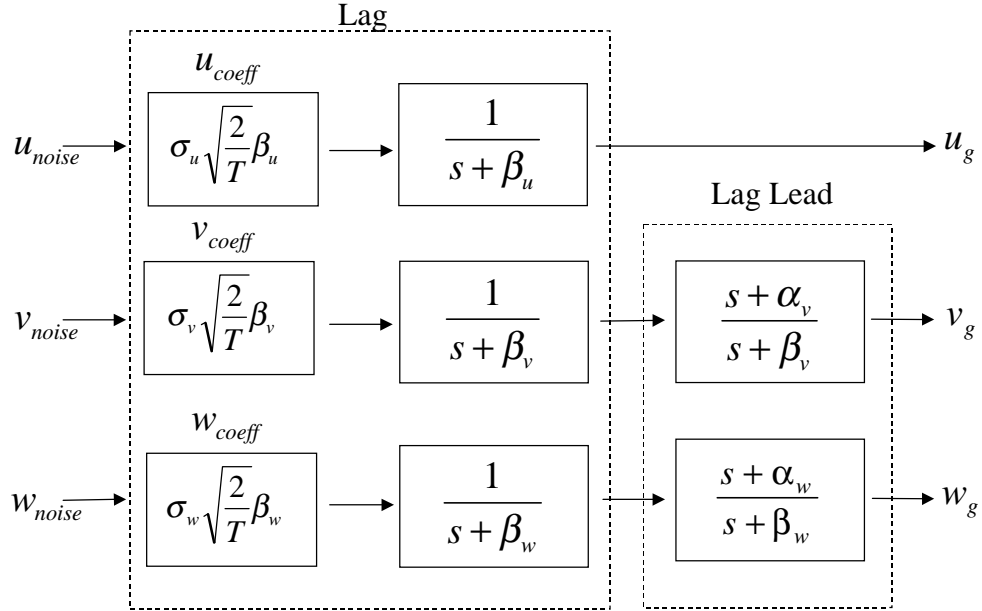 Lag
u_coeff
u_noise
σ_u √(2/T) β_u
1/(s + β_u)
u_g
Lag Lead
v_coeff
v_noise
σ_v √(2/T) β_v
1/(s + β_v)
(s + α_v)/(s + β_v)
v_g
w_coeff
w_noise
σ_w √(2/T) β_w
1/(s + β_w)
(s + α_w)/(s + β_w)
w_g